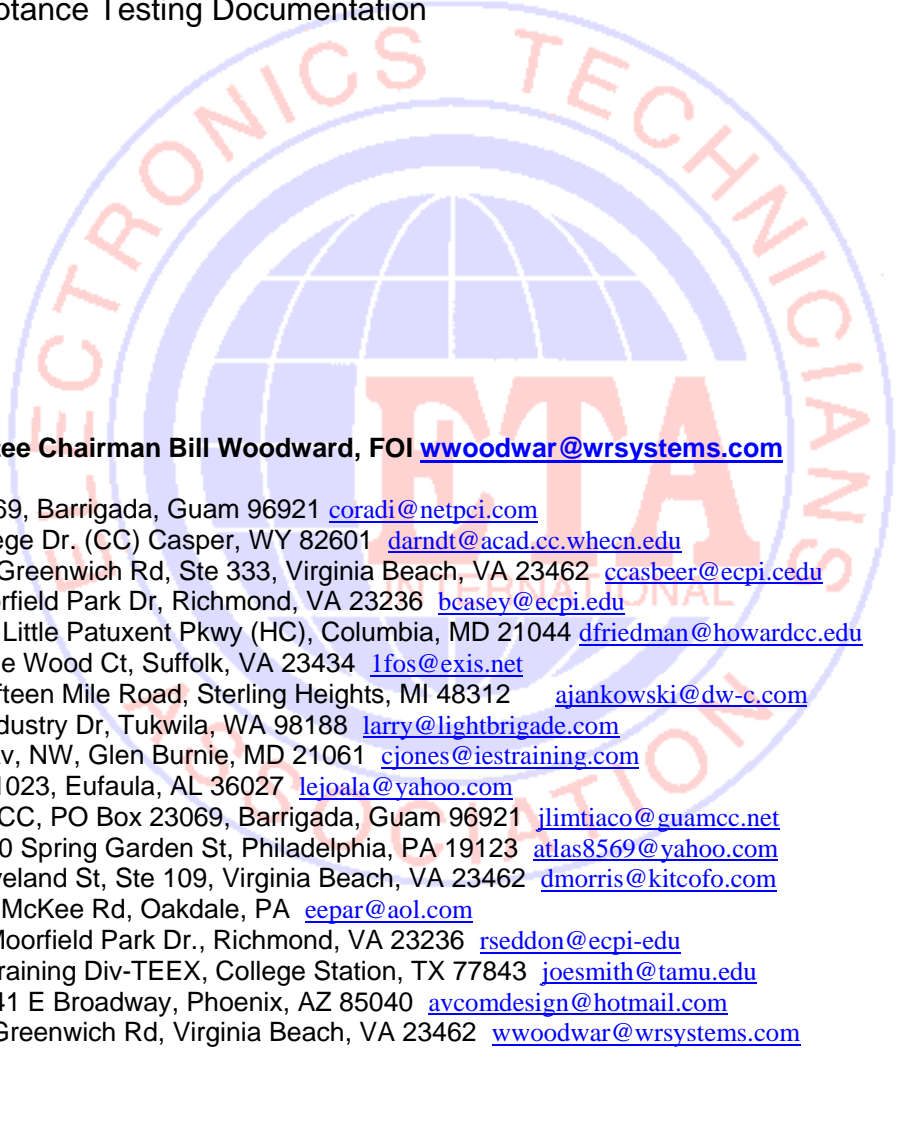 otance Testing Documentation
ELECTRONICS TECHNICIANS
ETA
INTERNATIONAL
ASSOCIATION
tee Chairman Bill Woodward, FOI wwoodwar@wrsystems.com
69, Barrigada, Guam 96921 coradi@netpci.com
ege Dr. (CC) Casper, WY 82601 darndt@acad.cc.whecn.edu
Greenwich Rd, Ste 333, Virginia Beach, VA 23462 ccasbeer@ecpi.cedu
rfield Park Dr, Richmond, VA 23236 bcasey@ecpi.edu
Little Patuxent Pkwy (HC), Columbia, MD 21044 dfriedman@howardcc.edu
e Wood Ct, Suffolk, VA 23434 1fos@exis.net
fteen Mile Road, Sterling Heights, MI 48312 ajankowski@dw-c.com
dustry Dr, Tukwila, WA 98188 larry@lightbrigade.com
v, NW, Glen Burnie, MD 21061 cjones@iestraining.com
1023, Eufaula, AL 36027 lejoala@yahoo.com
CC, PO Box 23069, Barrigada, Guam 96921 jlimtiaco@guamcc.net
0 Spring Garden St, Philadelphia, PA 19123 atlas8569@yahoo.com
veland St, Ste 109, Virginia Beach, VA 23462 dmorris@kitcofo.com
McKee Rd, Oakdale, PA eepar@aol.com
Moorfield Park Dr., Richmond, VA 23236 rseddon@ecpi-edu
raining Div-TEEX, College Station, TX 77843 joesmith@tamu.edu
41 E Broadway, Phoenix, AZ 85040 avcomdesign@hotmail.com
Greenwich Rd, Virginia Beach, VA 23462 wwoodwar@wrsystems.com